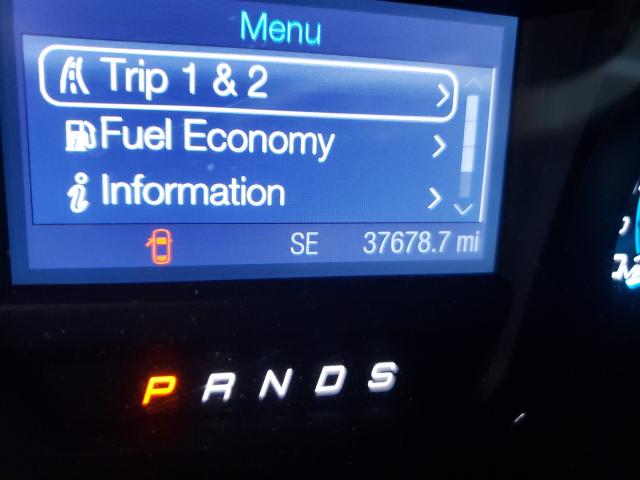 Menu
Trip 1 & 2
Fuel Economy
Information
SE 37678.7 mi
P R N D S